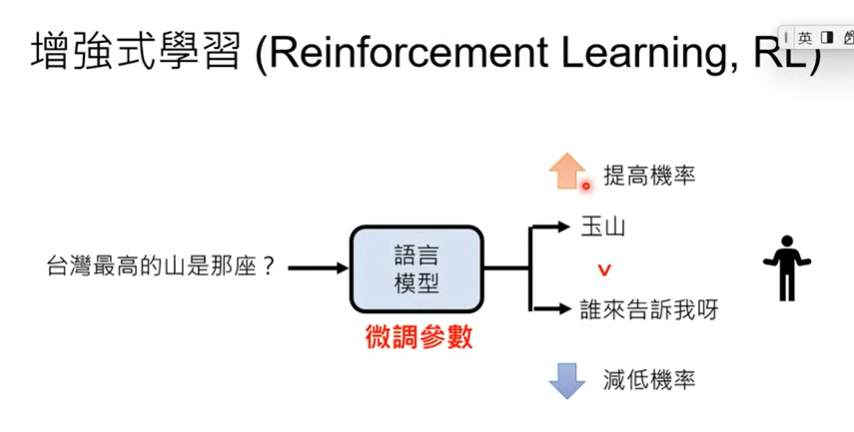 增強式學習 (Reinforcement Learning, RL)
英
提高機率
玉山
台灣最高的山是那座？
語言
模型
v
誰來告訴我呀
微調參數
減低機率